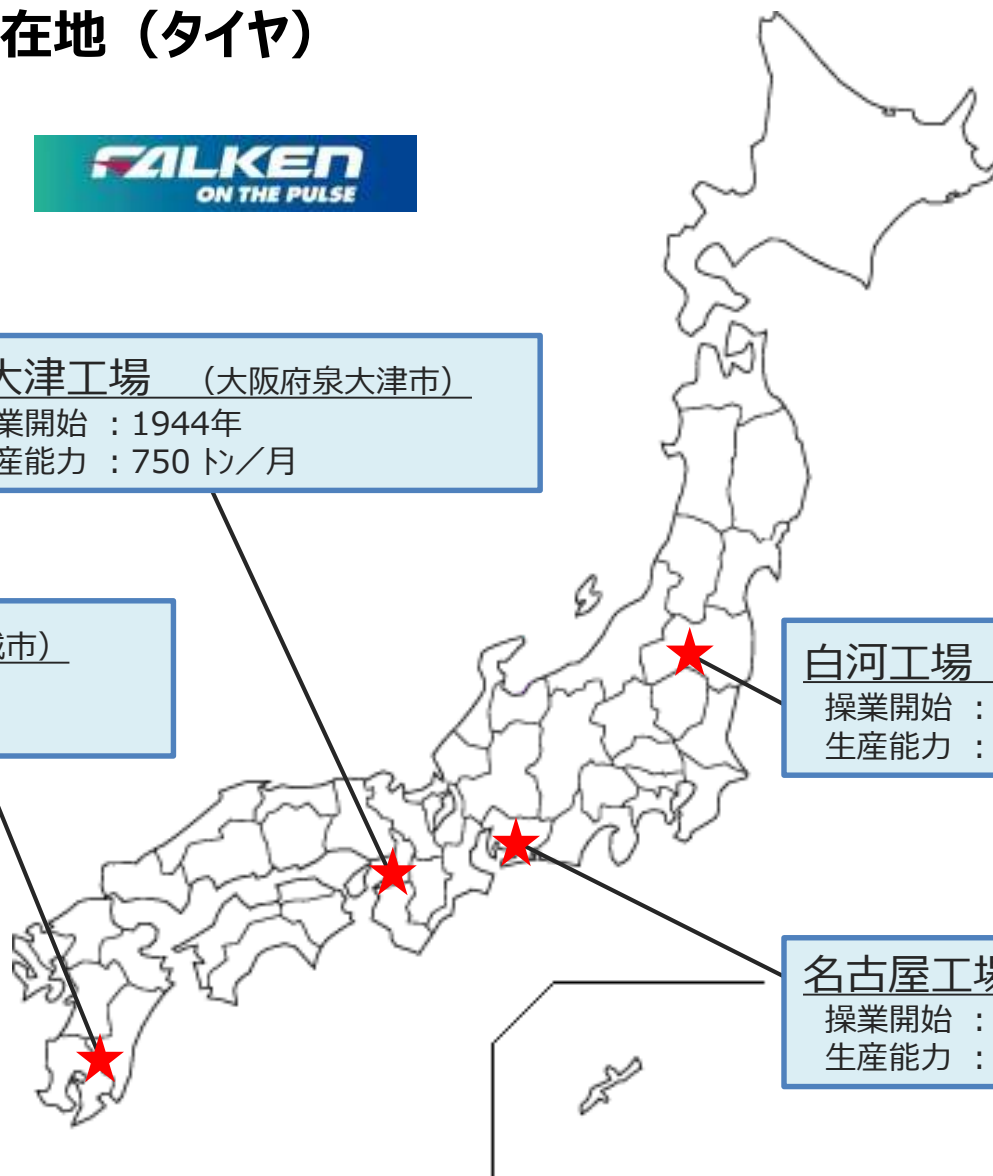 在地（タイヤ）
FALKEN
ON THE PULSE
大津工場　（大阪府泉大津市）
業開始 ：1944年
産能力 ：750 ﾄﾝ／月
市）
白河工場
操業開始 ：
生産能力 ：
名古屋工場
操業開始 ：
生産能力 ：